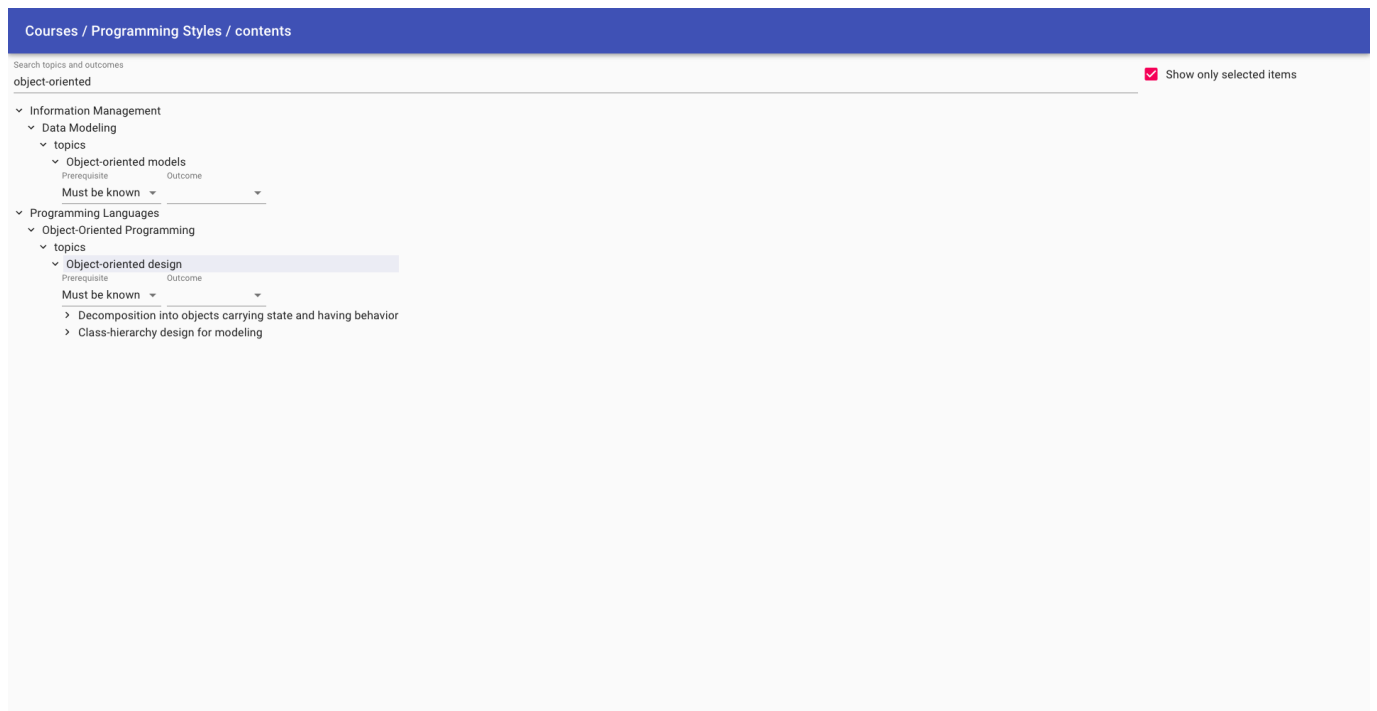 Courses / Programming Styles / contents
Search topics and outcomes
object-oriented
Show only selected items
Information Management
Data Modeling
topics
Object-oriented models
Prerequisite Outcome
Must be known
Programming Languages
Object-Oriented Programming
topics
Object-oriented design
Prerequisite Outcome
Must be known
Decomposition into objects carrying state and having behavior
Class-hierarchy design for modeling